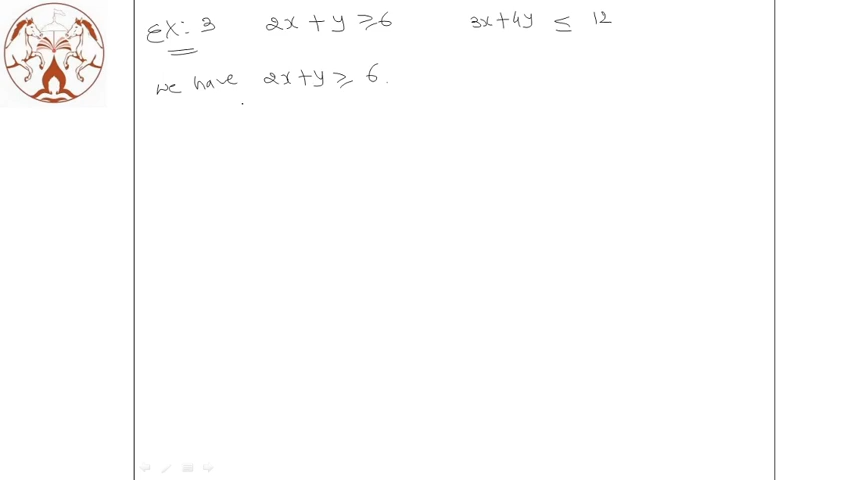 EX: 3 2x + y ≥ 6 3x + 4y ≤ 12
we have 2x + y ≥ 6.